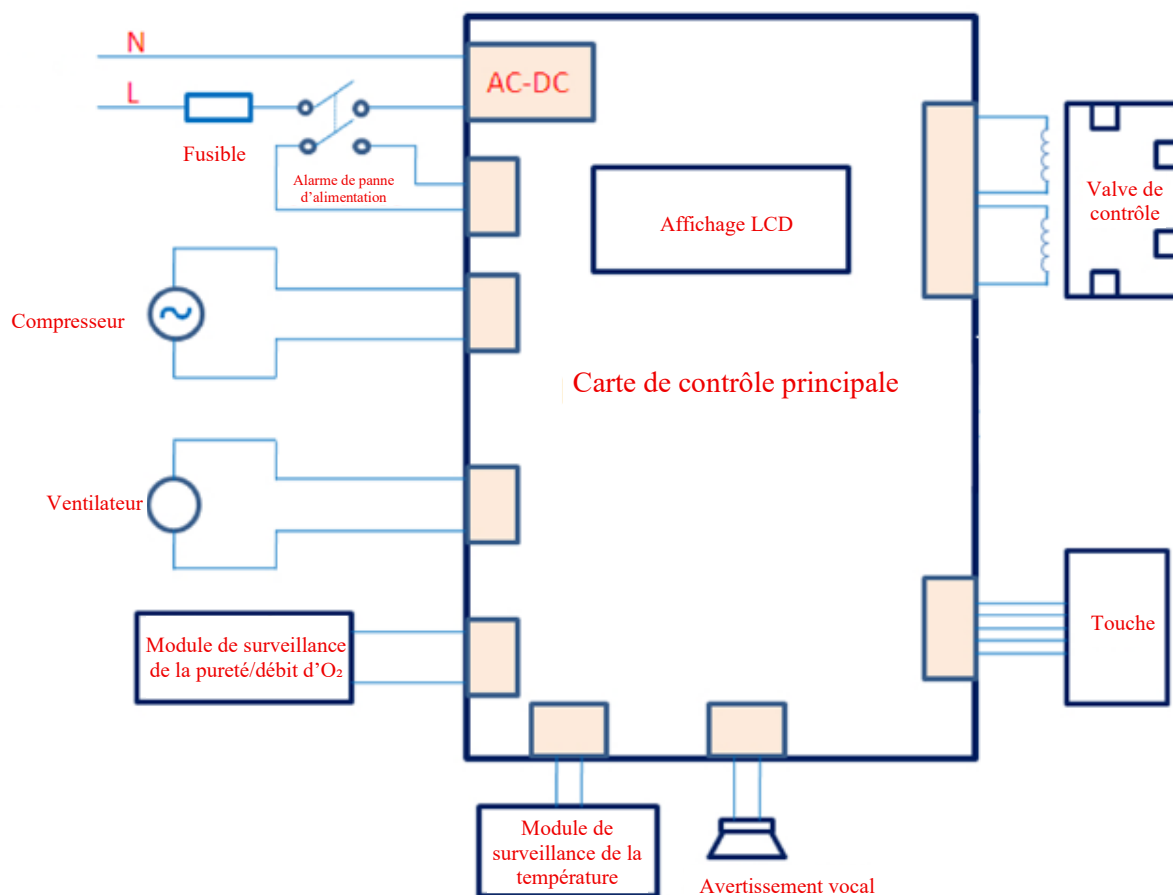 N
AC-DC
L
Fusible
Alarme de panne
d’alimentation
Affichage LCD
Valve de
contrôle
Compresseur
Carte de contrôle principale
Ventilateur
Module de surveillance
de la pureté/débit d’O₂
Touche
Module de
surveillance de la
température
Avertissement vocal